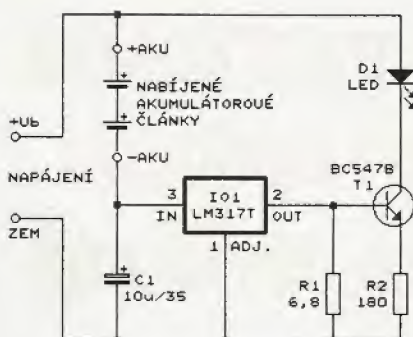 +AKU
D1
LED
NABÍJENÉ
AKUMULÁTOROUÉ
ČLÁNKY
+Ub
-AKU
BC547B
T1
NAPÁJENÍ
3
IO1
2
IN
LM317T
OUT
ZEM
1
ADJ.
C1
10u/35
R1
6,8
R2
180